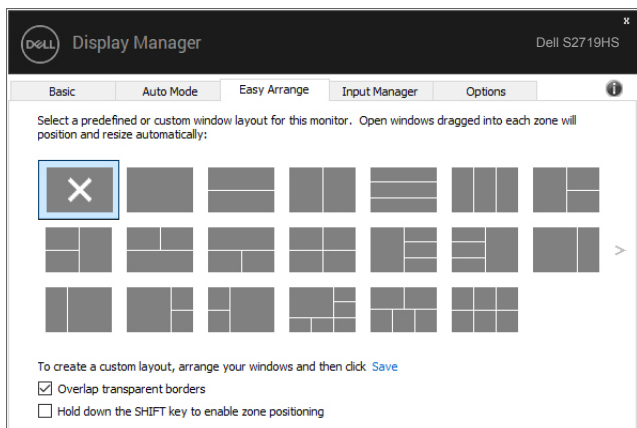 x
DELL Display Manager Dell S2719HS
Basic Auto Mode Easy Arrange Input Manager Options i
Select a predefined or custom window layout for this monitor. Open windows dragged into each zone will
position and resize automatically:
To create a custom layout, arrange your windows and then click Save
Overlap transparent borders
Hold down the SHIFT key to enable zone positioning